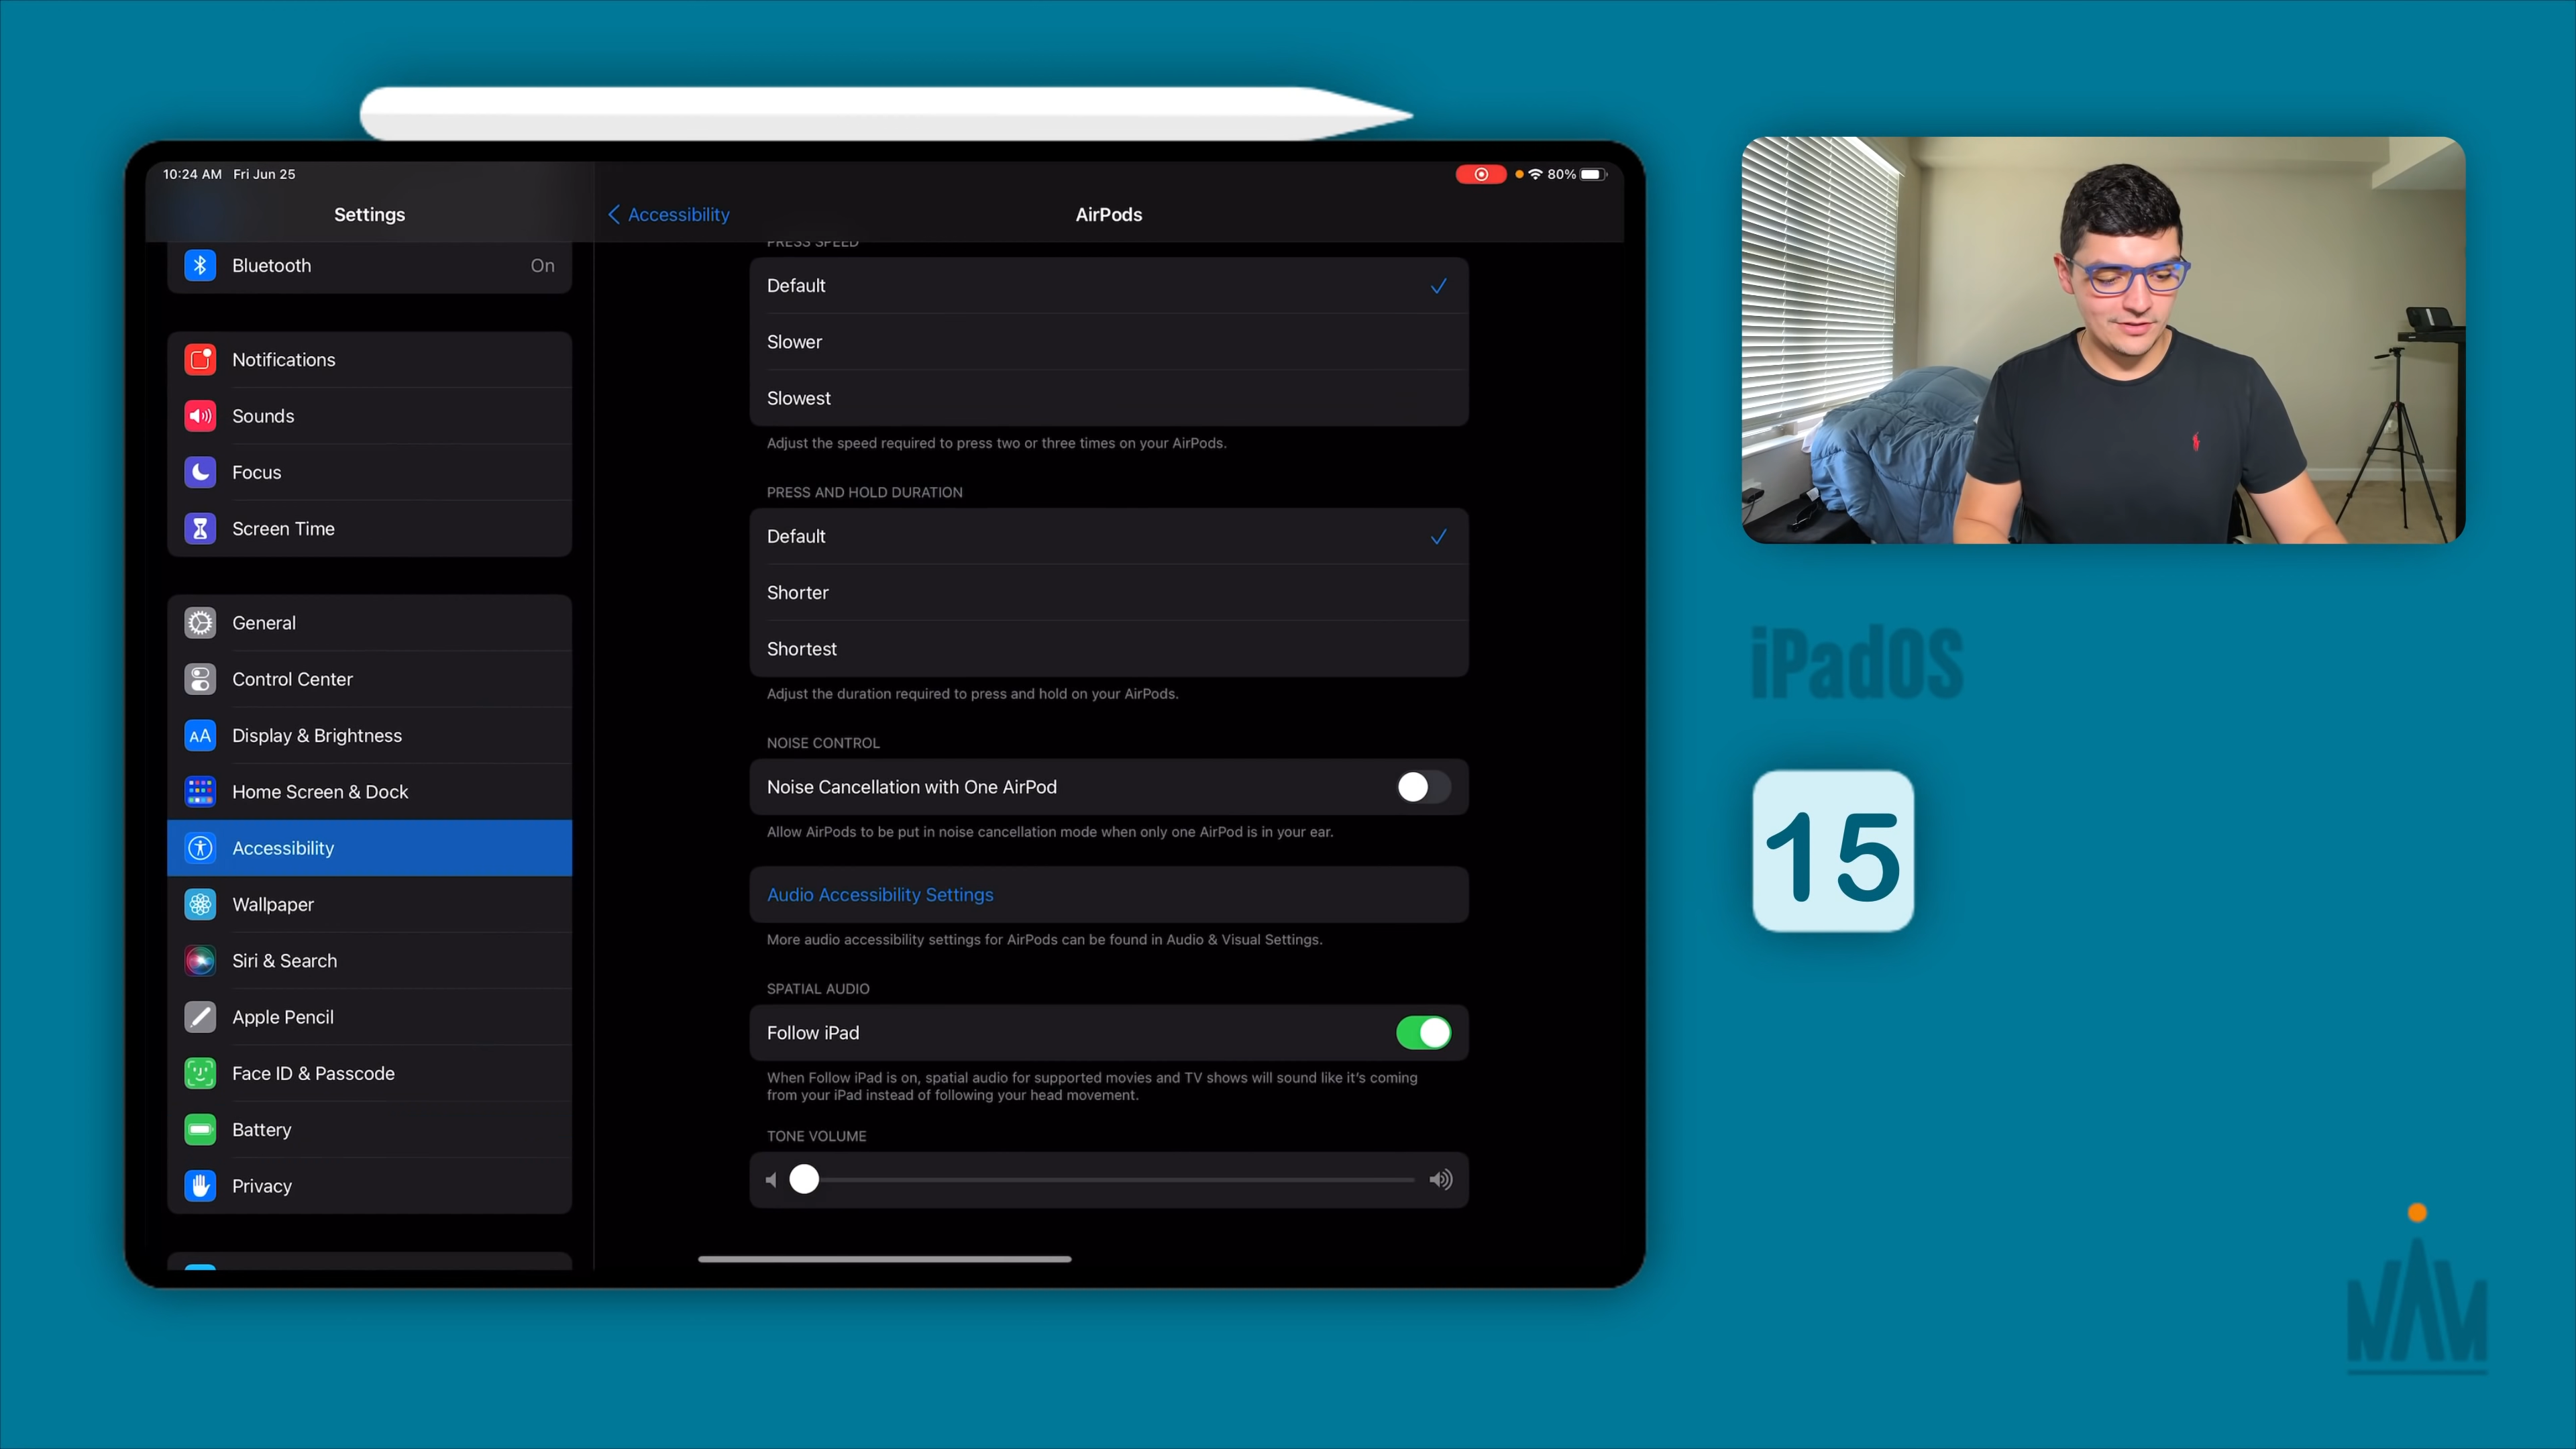 10:24 AM Fri Jun 25
80%
Settings
Accessibility
AirPods
Bluetooth
On
Notifications
Sounds
Focus
Screen Time
General
Control Center
AA
Display & Brightness
Home Screen & Dock
Accessibility
Wallpaper
Siri & Search
Apple Pencil
Face ID & Passcode
Battery
Privacy
PRESS SPEED
Default
Slower
Slowest
Adjust the speed required to press two or three times on your AirPods.
PRESS AND HOLD DURATION
Default
Shorter
Shortest
Adjust the duration required to press and hold on your AirPods.
NOISE CONTROL
Noise Cancellation with One AirPod
Allow AirPods to be put in noise cancellation mode when only one AirPod is in your ear.
Audio Accessibility Settings
More audio accessibility settings for AirPods can be found in Audio & Visual Settings.
SPATIAL AUDIO
Follow iPad
When Follow iPad is on, spatial audio for supported movies and TV shows will sound like it's coming
from your iPad instead of following your head movement.
TONE VOLUME
iPadOS
15